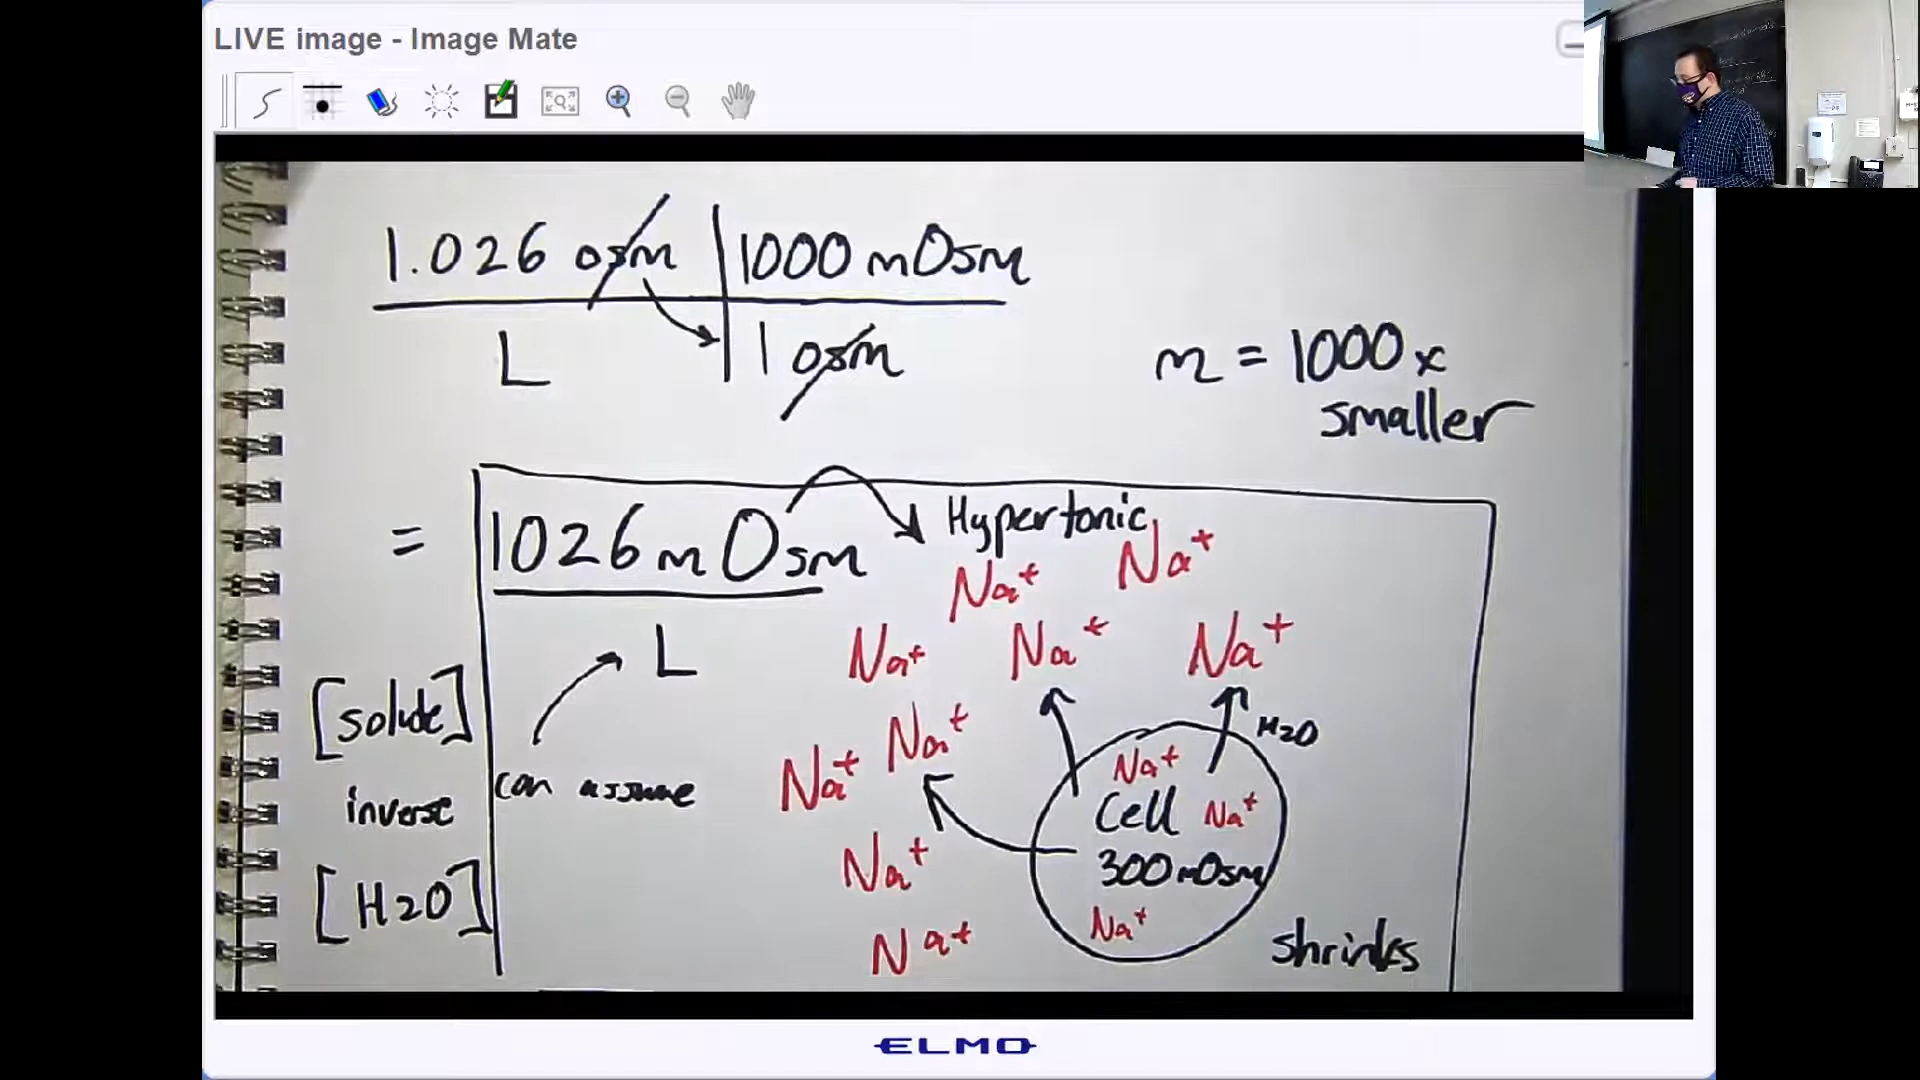 LIVE image - Image Mate
1.026 osm | 1000 mOsm
L | 1 osm
m = 1000x
smaller
= 1026 mOsm
L
Hypertonic
Na+ Na+
Na+ Na+ Na+
Na+ Na+
Na+
Na+
[solute]
inverse
[H2O]
can assume
H2O
Na+
Cell Na+
300 mOsm
Na+
shrinks
ELMO